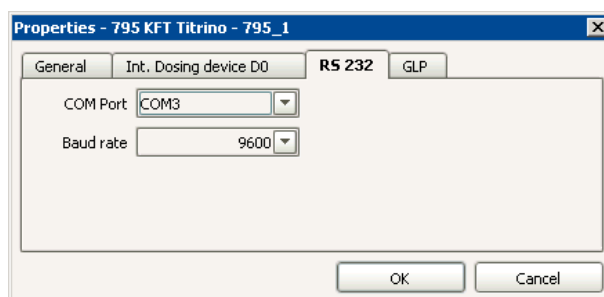 Properties - 795 KFT Titrino - 795_1
General Int. Dosing device D0 RS 232 GLP
COM Port COM3
Baud rate 9600
OK Cancel